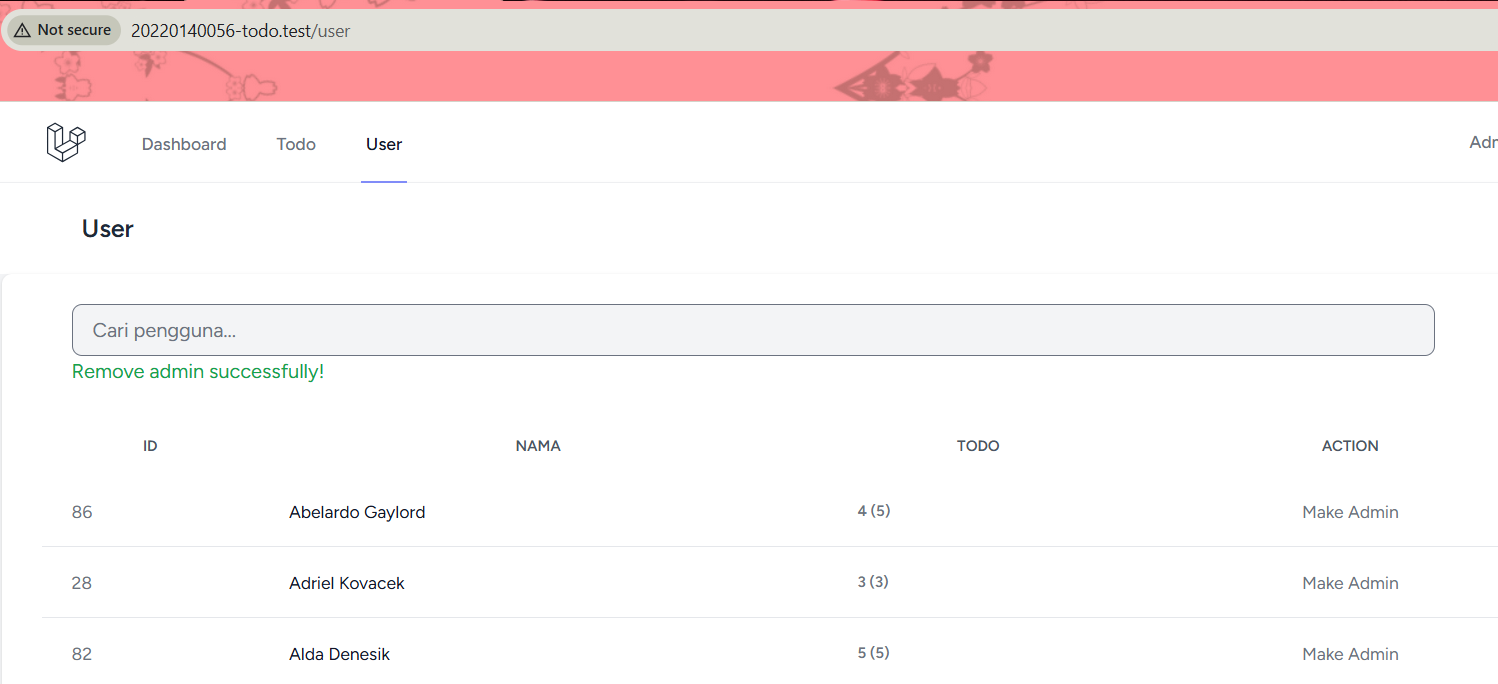 Not secure 20220140056-todo.test/user
Dashboard Todo User
User
Cari pengguna...
Remove admin successfully!
ID NAMA TODO ACTION
86 Abelardo Gaylord 4 (5) Make Admin
28 Adriel Kovacek 3 (3) Make Admin
82 Alda Denesik 5 (5) Make Admin